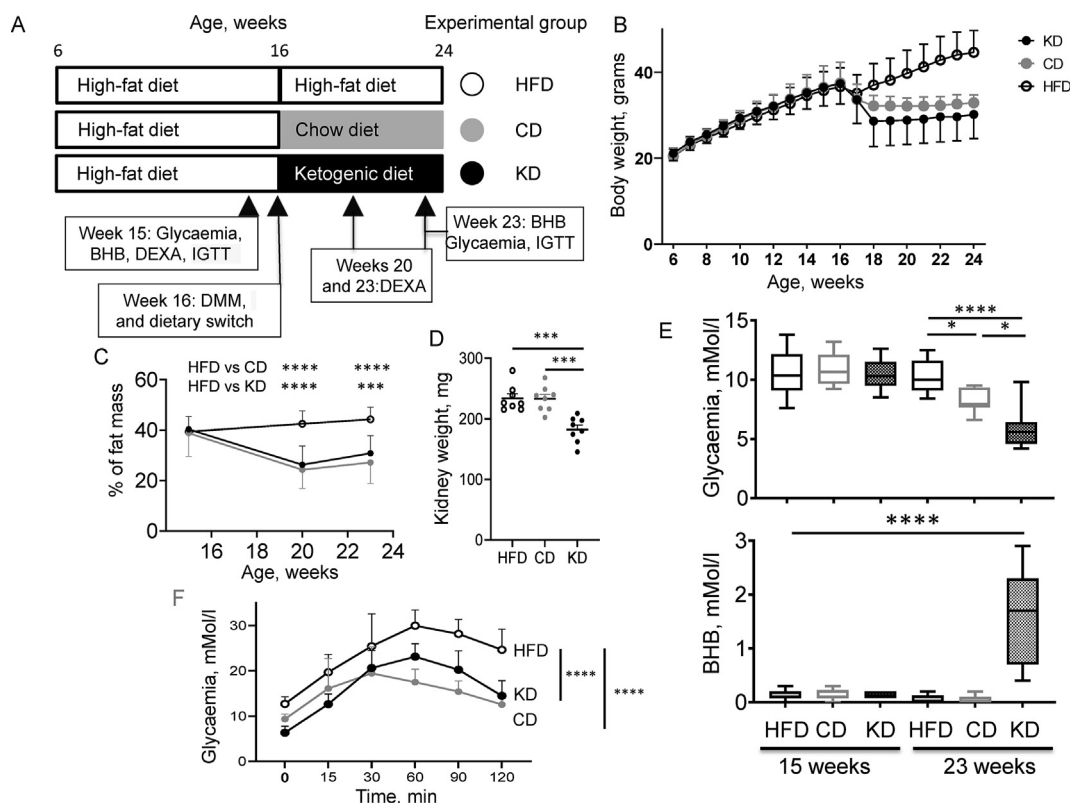 A
Age, weeks
Experimental group
6
16
24
High-fat diet
High-fat diet
HFD
High-fat diet
Chow diet
CD
High-fat diet
Ketogenic diet
KD
Week 15: Glycaemia,
BHB, DEXA, IGTT
Week 16: DMM,
and dietary switch
Weeks 20
and 23:DEXA
Week 23: BHB
Glycaemia, IGTT
B
KD
CD
HFD
Body weight, grams
40
20
0
6 8 10 12 14 16 18 20 22 24
Age, weeks
C
HFD vs CD **** ****
HFD vs KD **** ***
% of fat mass
60
40
20
0
16 18 20 22 24
Age, weeks
D
***
***
Kidney weight, mg
300
200
100
0
HFD CD KD
E
****
* *
Glycaemia, mMol/l
15
10
5
0
****
BHB, mMol/l
3
2
1
0
HFD CD KD HFD CD KD
15 weeks 23 weeks
F
Glycaemia, mMol/l
30
20
10
0
HFD
KD
CD
****
****
0 15 30 60 90 120
Time, min